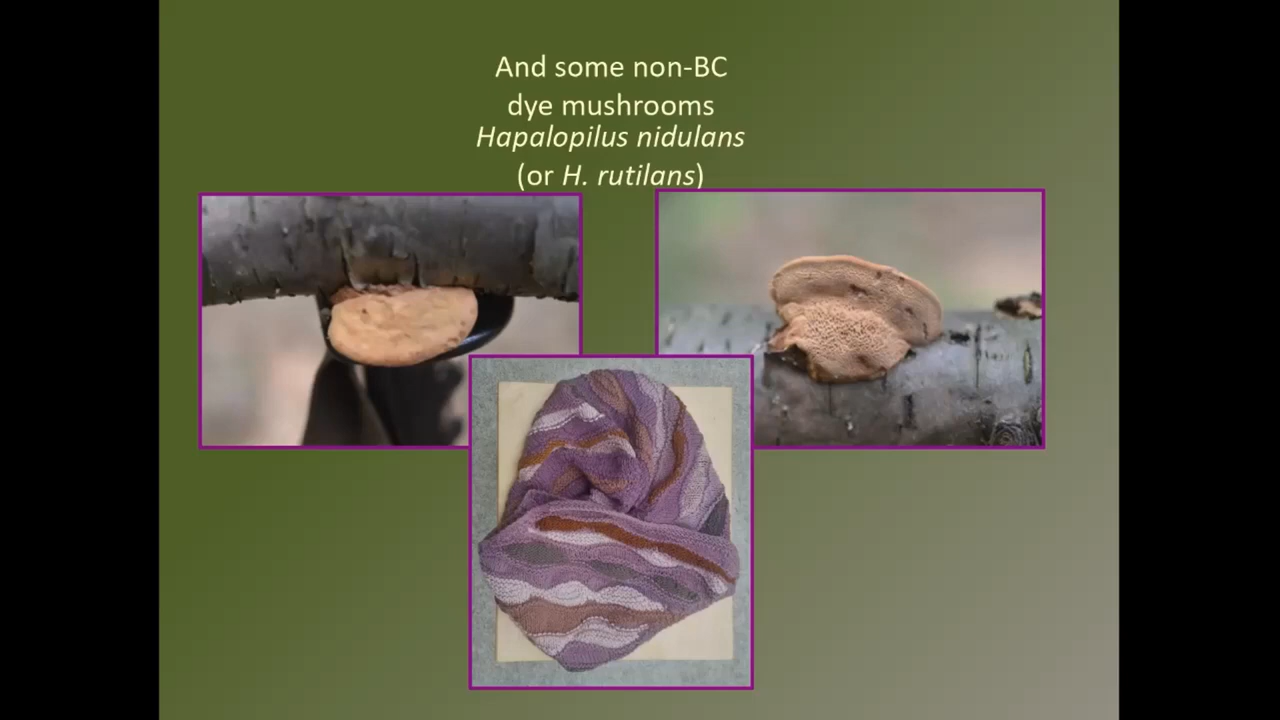 And some non-BC
dye mushrooms
Hapalopilus nidulans
(or H. rutilans)